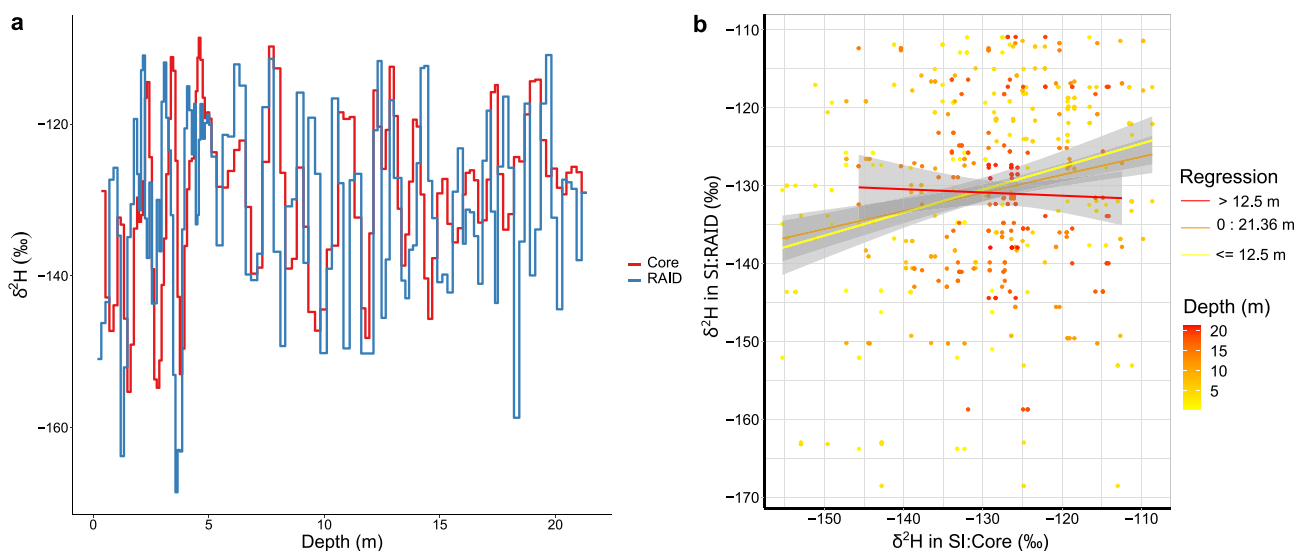 a
−120
−140
−160
δ²H (‰)
0
5
10
15
20
Depth (m)
Core
RAID
b
−110
−120
−130
−140
−150
−160
−170
δ²H in SI:RAID (‰)
−150
−140
−130
−120
−110
δ²H in SI:Core (‰)
Regression
> 12.5 m
0 : 21.36 m
<= 12.5 m
Depth (m)
20
15
10
5